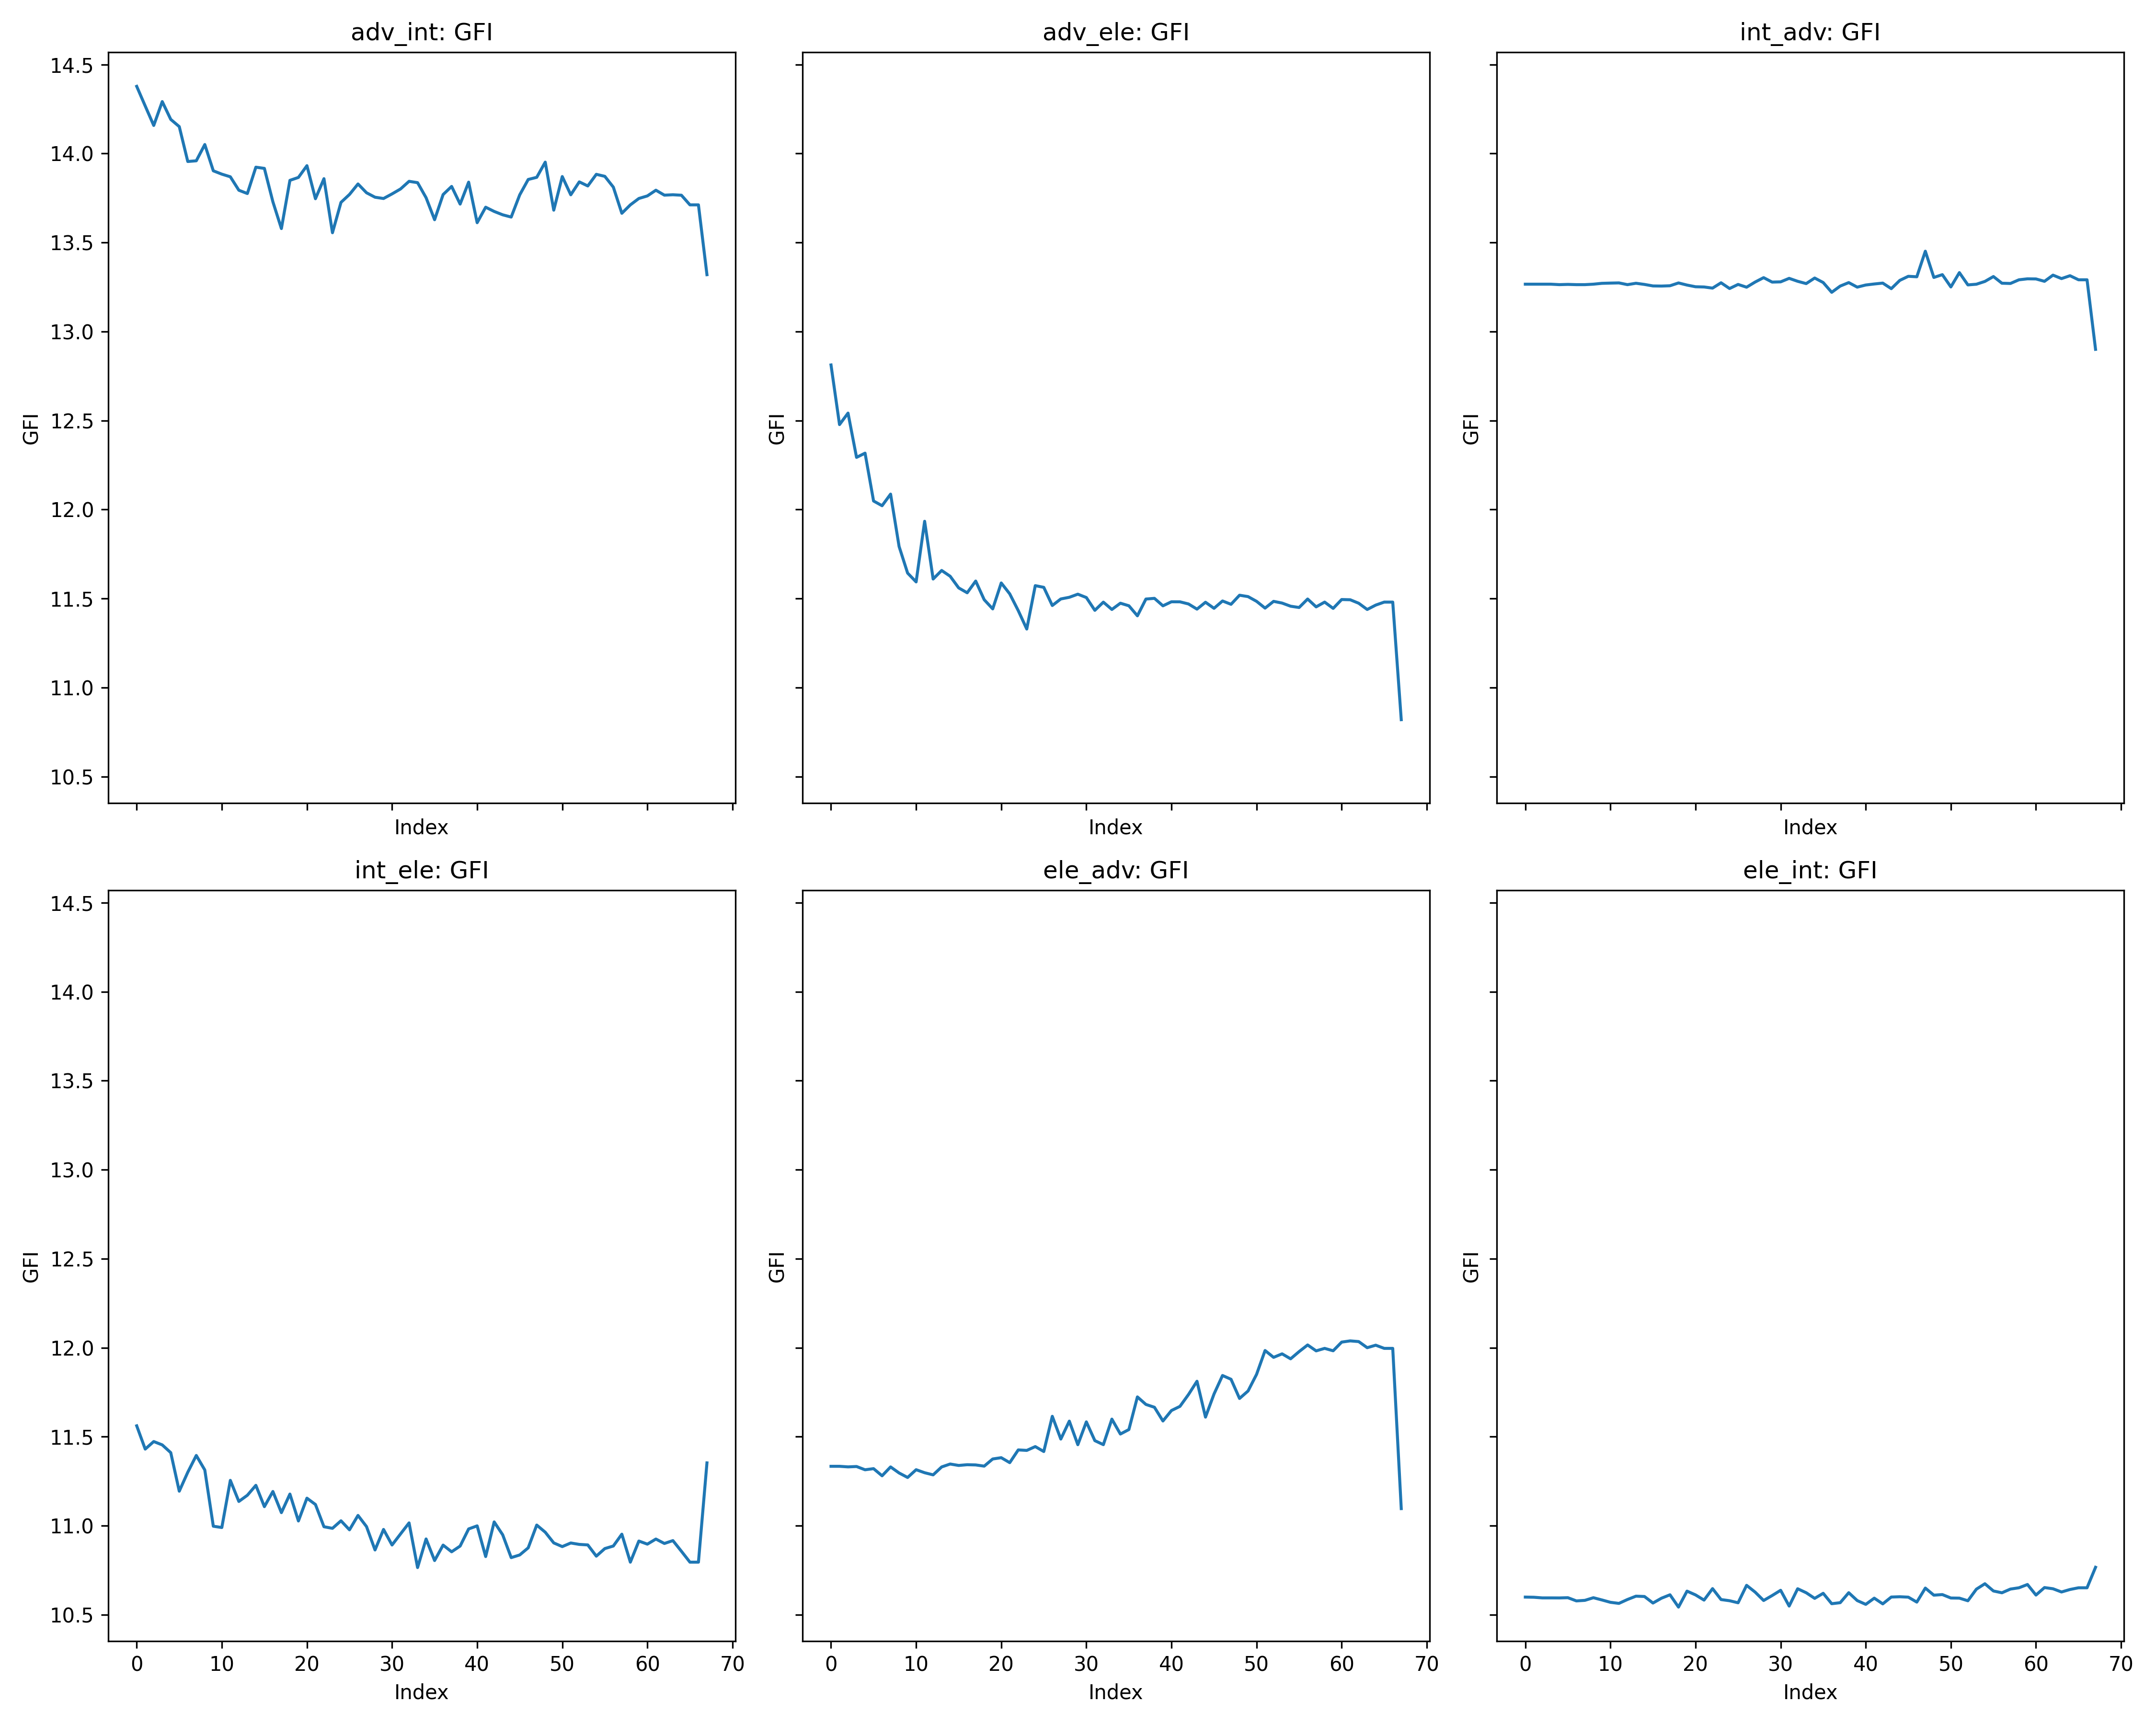 adv_int: GFI
adv_ele: GFI
int_adv: GFI
14.5
14.0
13.5
13.0
12.5
12.0
11.5
11.0
10.5
GFI
GFI
GFI
Index
Index
Index
int_ele: GFI
ele_adv: GFI
ele_int: GFI
14.5
14.0
13.5
13.0
12.5
12.0
11.5
11.0
10.5
GFI
GFI
GFI
0 10 20 30 40 50 60 70
0 10 20 30 40 50 60 70
0 10 20 30 40 50 60 70
Index
Index
Index